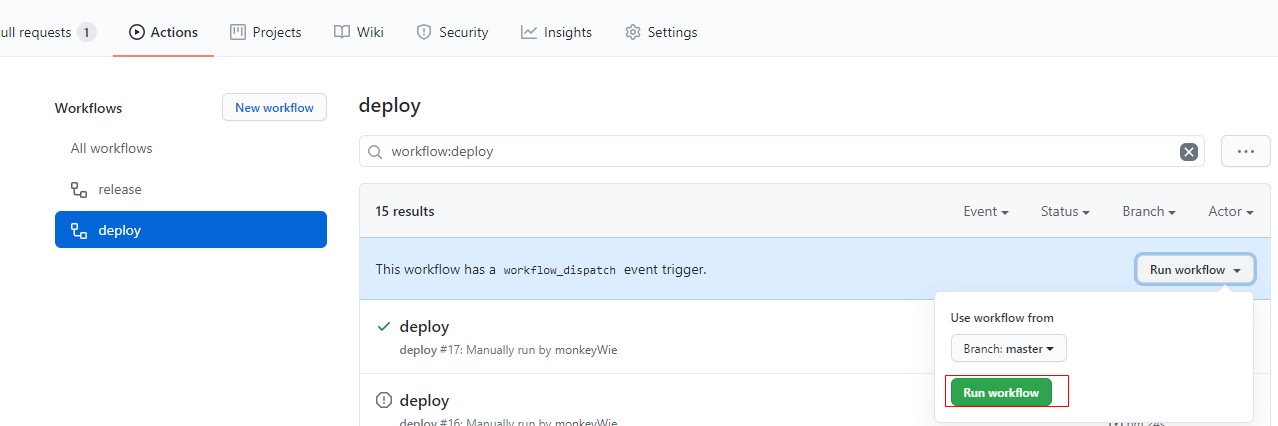 ull requests 1 Actions Projects Wiki Security Insights Settings
Workflows New workflow deploy
All workflows workflow:deploy
release
deploy
15 results Event Status Branch Actor
This workflow has a workflow_dispatch event trigger. Run workflow
Use workflow from
Branch: master
Run workflow
deploy
deploy #17: Manually run by monkeyWie
deploy
deploy #16: Manually run by monkeyWie